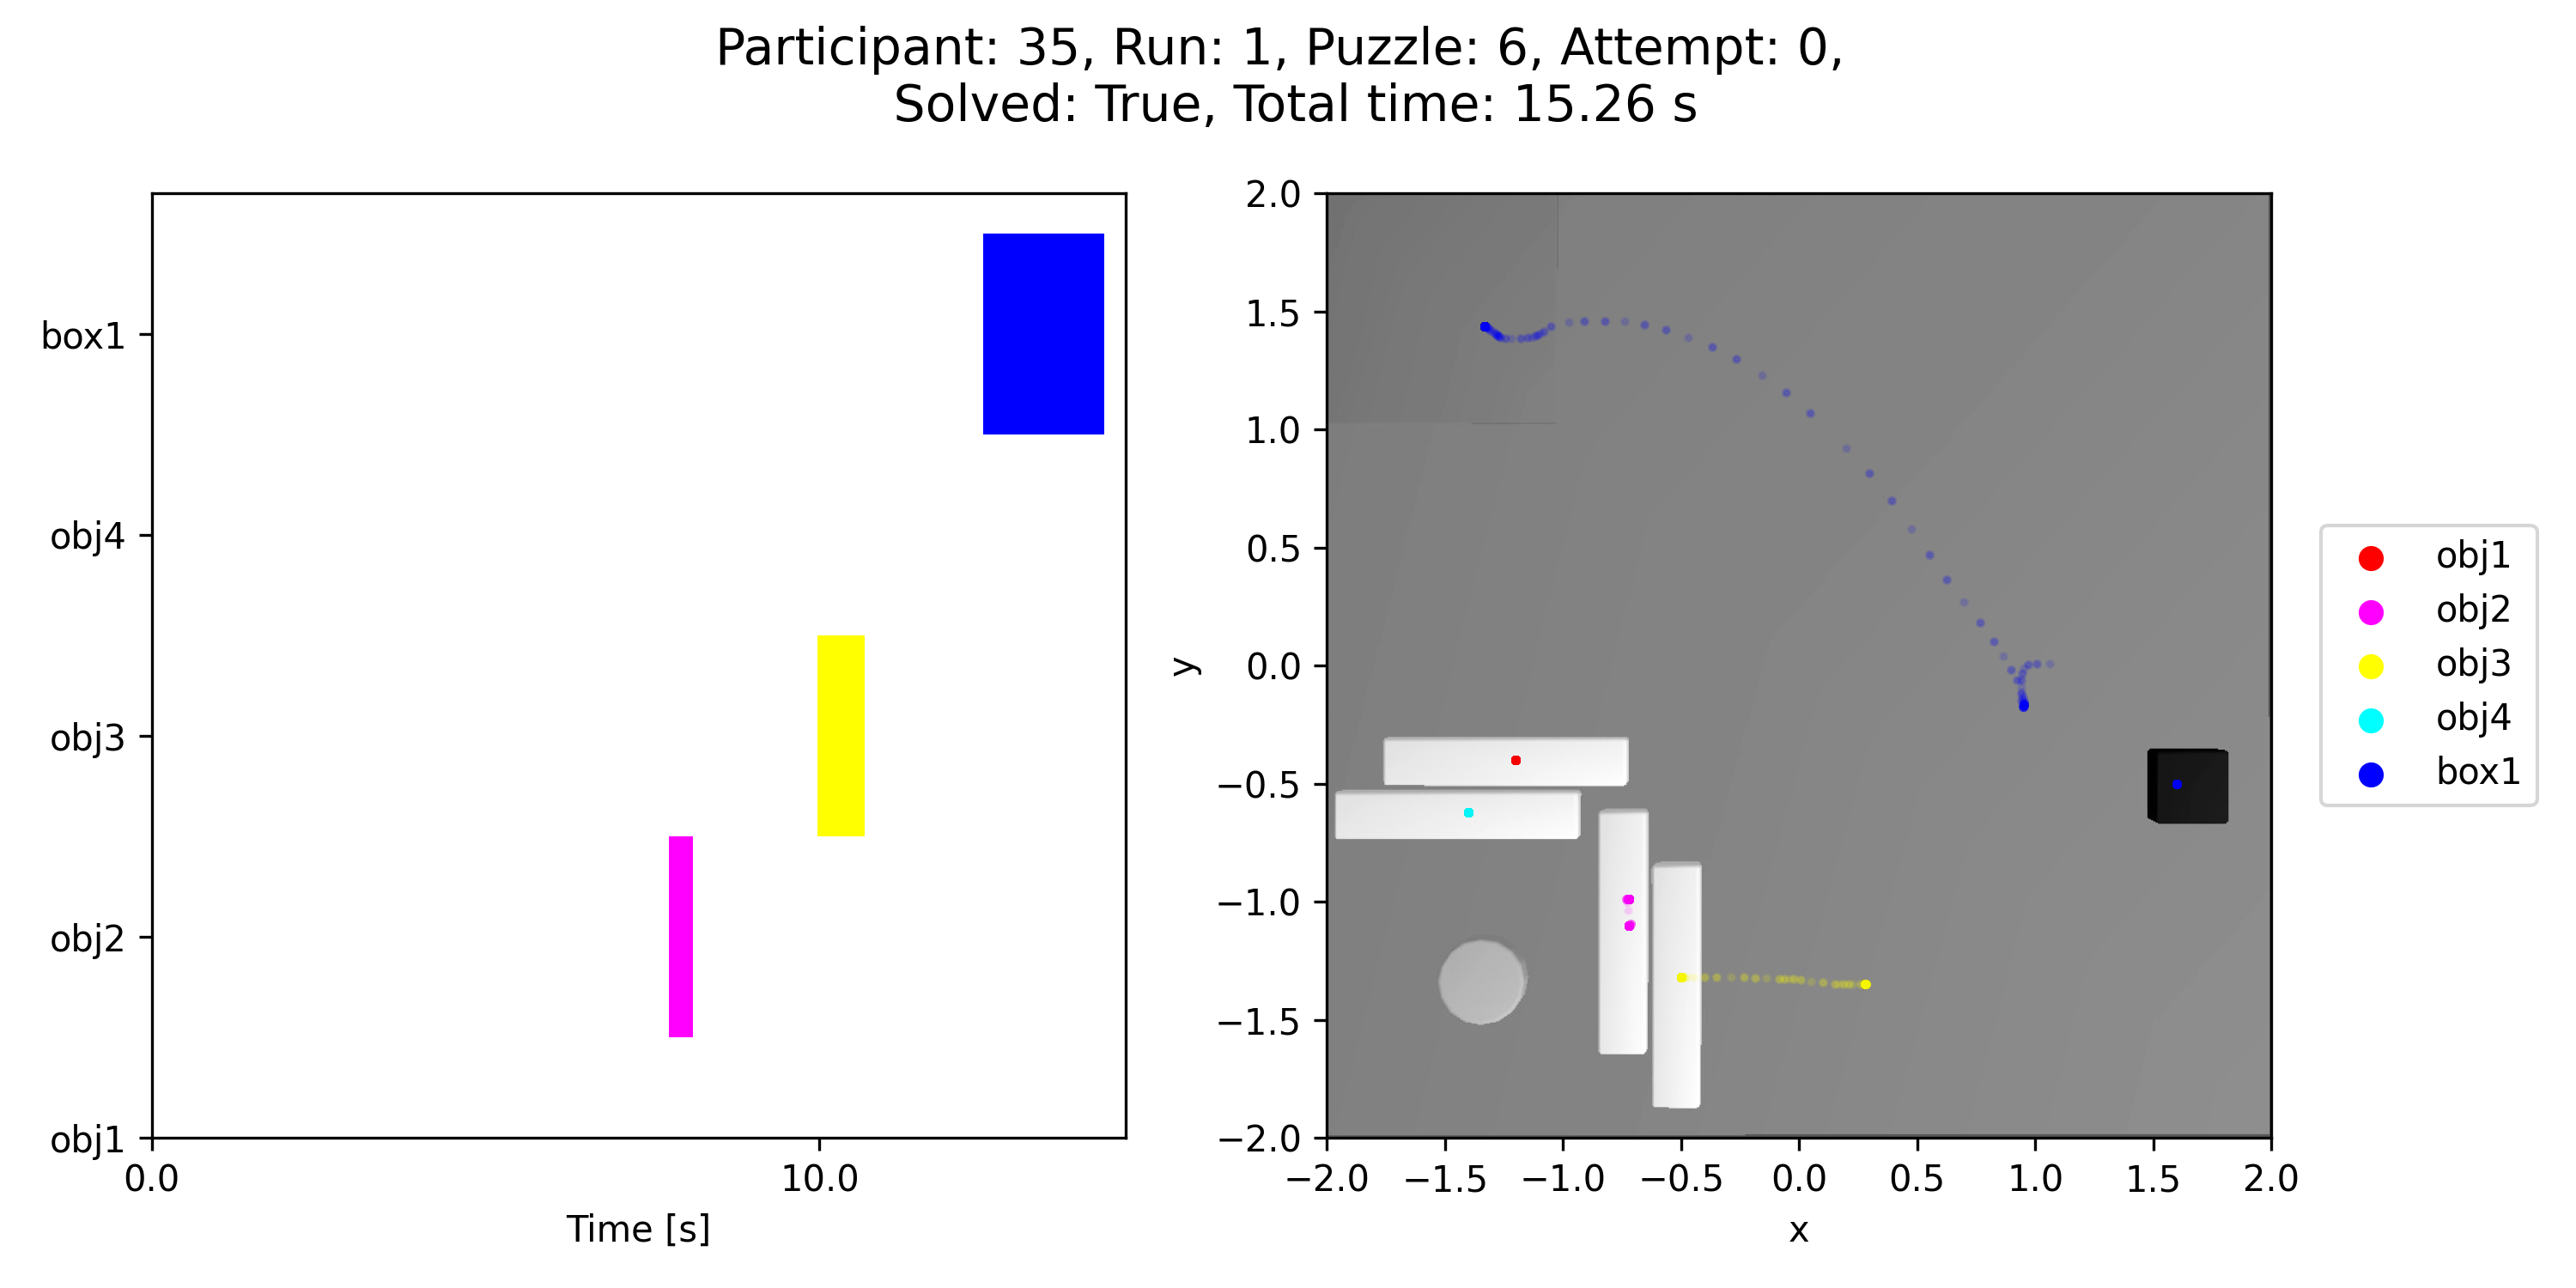 Participant: 35, Run: 1, Puzzle: 6, Attempt: 0,
Solved: True, Total time: 15.26 s
box1
obj4
obj3
obj2
obj1
0.0
10.0
Time [s]
2.0
1.5
1.0
0.5
0.0
−0.5
−1.0
−1.5
−2.0
y
−2.0
−1.5
−1.0
−0.5
0.0
0.5
1.0
1.5
2.0
x
obj1
obj2
obj3
obj4
box1